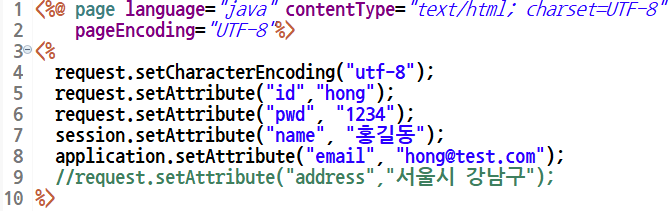 1 <%@ page language="java" contentType="text/html; charset=UTF-8"
2 pageEncoding="UTF-8"%>
3 <%
4 request.setCharacterEncoding("utf-8");
5 request.setAttribute("id","hong");
6 request.setAttribute("pwd", "1234");
7 session.setAttribute("name", "홍길동");
8 application.setAttribute("email", "hong@test.com");
9 //request.setAttribute("address","서울시 강남구");
10 %>